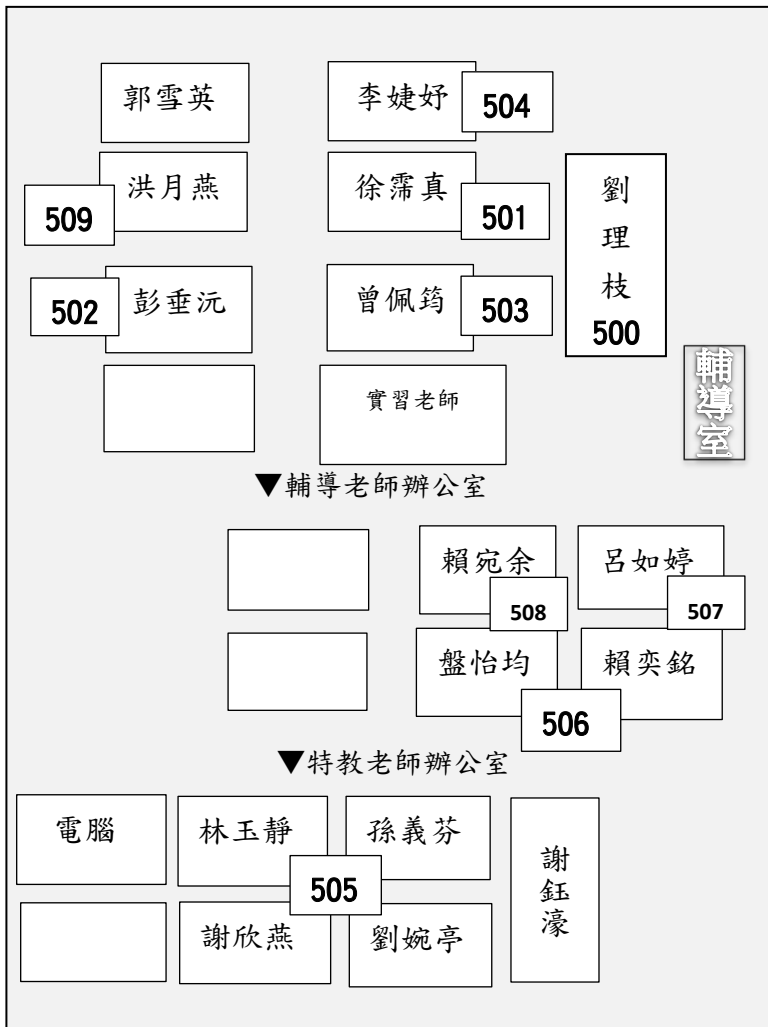 郭雪英
李婕妤
504
洪月燕
509
徐霈真
501
劉理枝
500
彭垂沅
502
曾佩筠
503
實習老師
輔導室
▼輔導老師辦公室
賴宛余
508
呂如婷
507
盤怡均
賴奕銘
506
▼特教老師辦公室
電腦
林玉靜
孫義芬
謝鈺濠
505
謝欣燕
劉婉亭